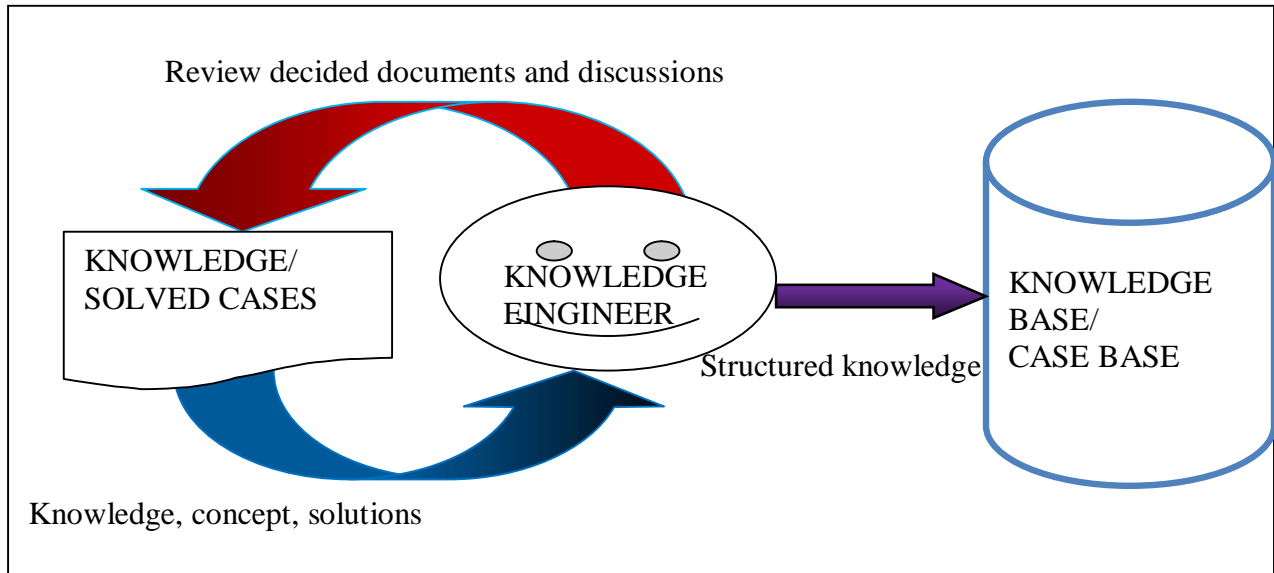 Review decided documents and discussions
KNOWLEDGE/
SOLVED CASES
KNOWLEDGE
EINGINEER
KNOWLEDGE
BASE/
CASE BASE
Structured knowledge
Knowledge, concept, solutions